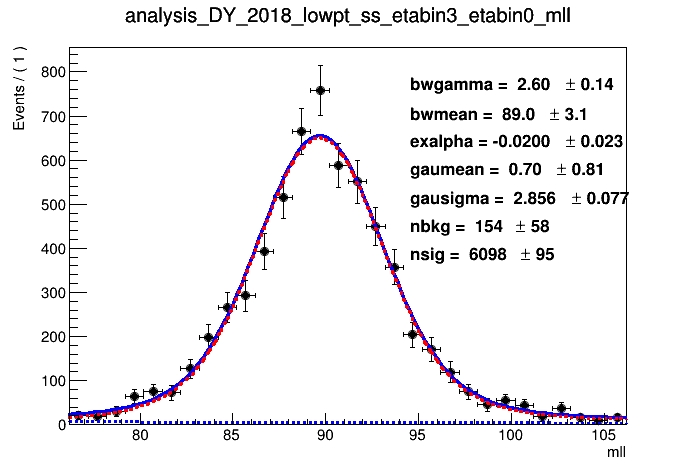 analysis_DY_2018_lowpt_ss_etabin3_etabin0_mll
Events / ( 1 )
800
700
600
500
400
300
200
100
0
bwgamma = 2.60 ± 0.14
bwmean = 89.0 ± 3.1
exalpha = -0.0200 ± 0.023
gaumean = 0.70 ± 0.81
gausigma = 2.856 ± 0.077
nbkg = 154 ± 58
nsig = 6098 ± 95
80 85 90 95 100 105
mll